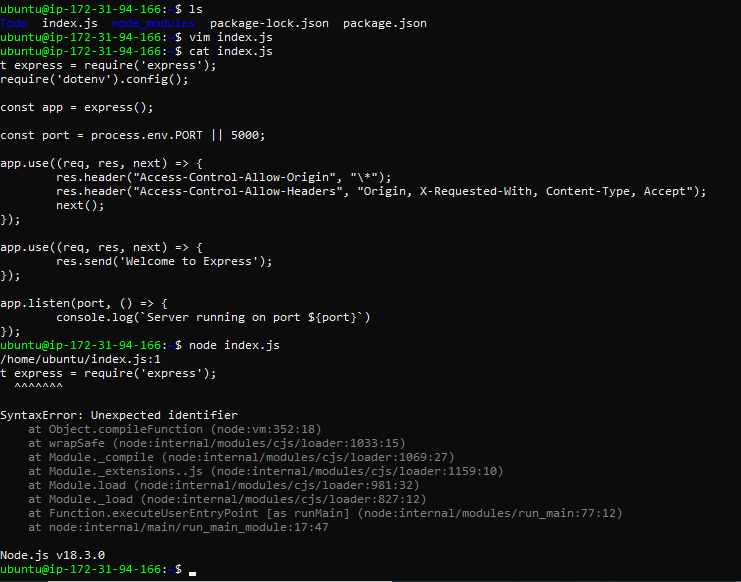 ubuntu@ip-172-31-94-166:~$ ls
Todo  index.js  node_modules  package-lock.json  package.json
ubuntu@ip-172-31-94-166:~$ vim index.js
ubuntu@ip-172-31-94-166:~$ cat index.js
t express = require('express');
require('dotenv').config();

const app = express();

const port = process.env.PORT || 5000;

app.use((req, res, next) => {
        res.header("Access-Control-Allow-Origin", "\*");
        res.header("Access-Control-Allow-Headers", "Origin, X-Requested-With, Content-Type, Accept");
        next();
});

app.use((req, res, next) => {
        res.send('Welcome to Express');
});

app.listen(port, () => {
        console.log(`Server running on port ${port}`)
});
ubuntu@ip-172-31-94-166:~$ node index.js
/home/ubuntu/index.js:1
t express = require('express');
  ^^^^^^^

SyntaxError: Unexpected identifier
    at Object.compileFunction (node:vm:352:18)
    at wrapSafe (node:internal/modules/cjs/loader:1033:15)
    at Module._compile (node:internal/modules/cjs/loader:1069:27)
    at Module._extensions..js (node:internal/modules/cjs/loader:1159:10)
    at Module.load (node:internal/modules/cjs/loader:981:32)
    at Module._load (node:internal/modules/cjs/loader:827:12)
    at Function.executeUserEntryPoint [as runMain] (node:internal/modules/run_main:77:12)
    at node:internal/main/run_main_module:17:47

Node.js v18.3.0
ubuntu@ip-172-31-94-166:~$